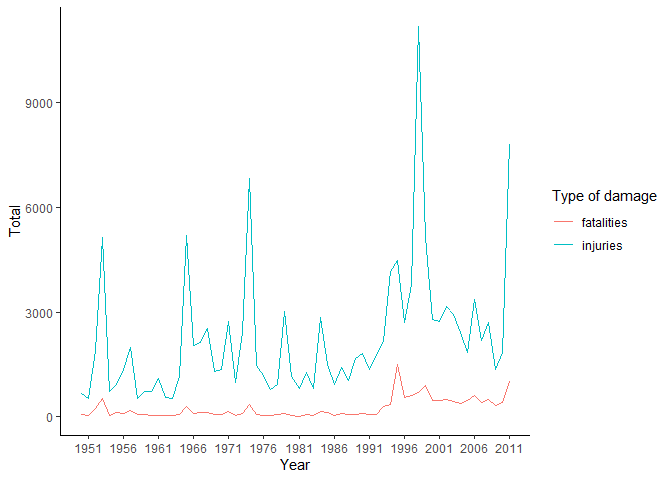 9000
6000
3000
0
Total
1951 1956 1961 1966 1971 1976 1981 1986 1991 1996 2001 2006 2011
Year
Type of damage
fatalities
injuries